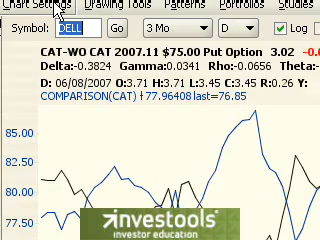 Chart Settings Drawing Tools Patterns Portfolios Studies
Symbol: DELL Go 3 Mo D Log
CAT-WO CAT 2007.11 $75.00 Put Option 3.02 -0.
Delta:-0.3824 Gamma:0.0341 Rho:-0.0656 Theta:-
D: 06/08/2007 O:3.71 H:3.71 L:3.45 C:3.45 R:0.26 Y:
COMPARISON(CAT) 77.96408 last=76.85
85.00
82.50
80.00
77.50
investools
investor education